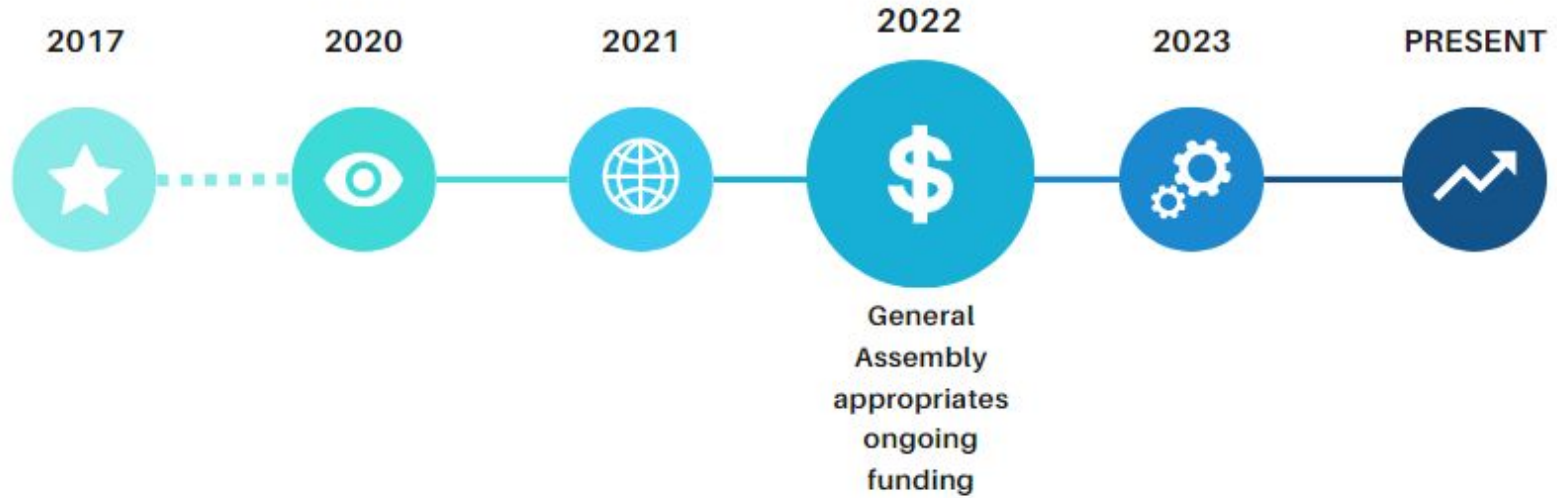 2017 2020 2021 2022 2023 PRESENT
$
General
Assembly
appropriates
ongoing
funding